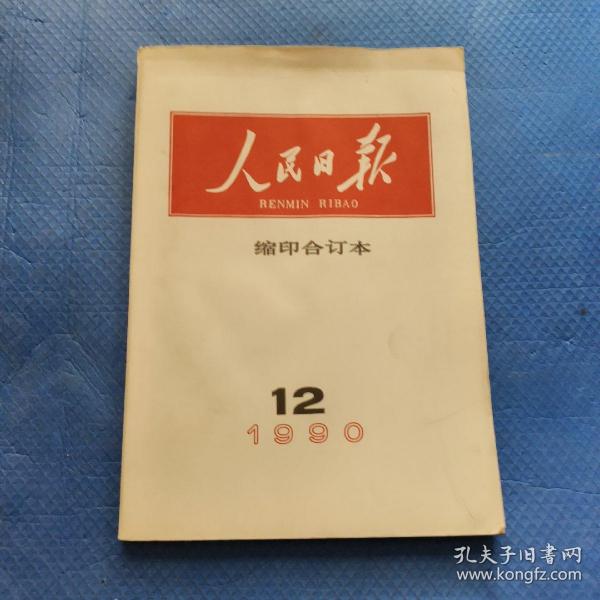 人民日报
RENMIN RIBAO
缩印合订本
12
1990
孔夫子旧书网
www.kongfz.com